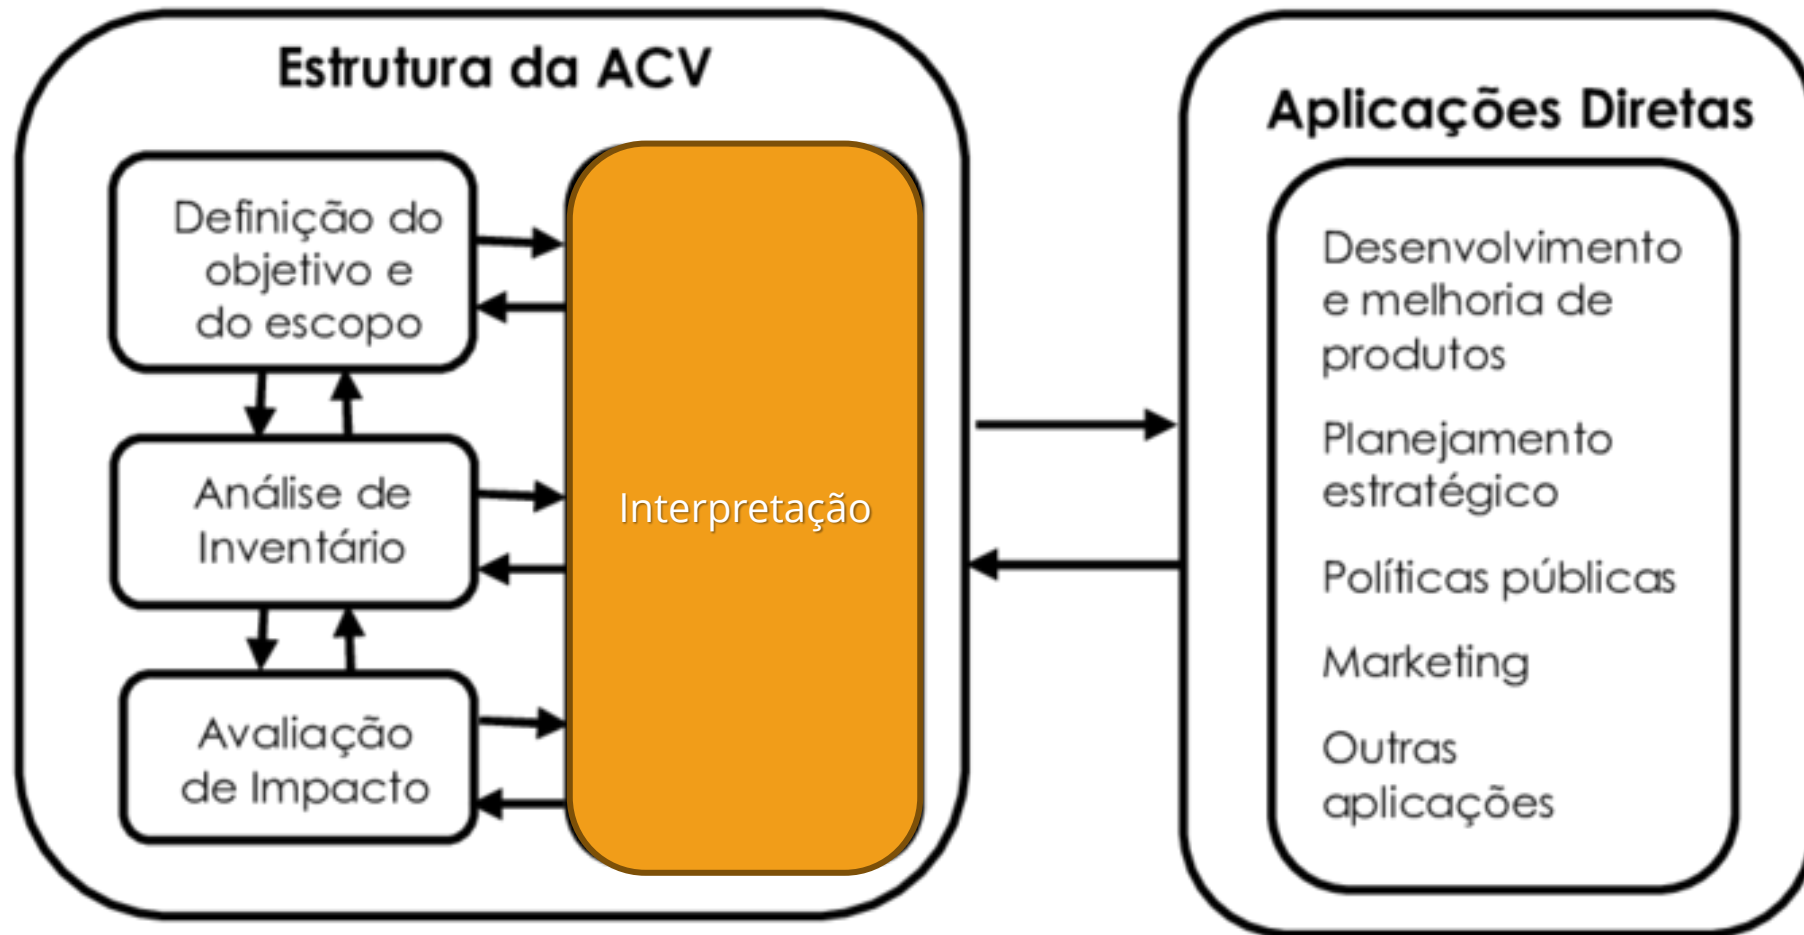 Estrutura da ACV
Definição do
objetivo e
do escopo
Análise de
Inventário
Avaliação
de Impacto
Interpretação
Aplicações Diretas
Desenvolvimento
e melhoria de
produtos
Planejamento
estratégico
Políticas públicas
Marketing
Outras
aplicações